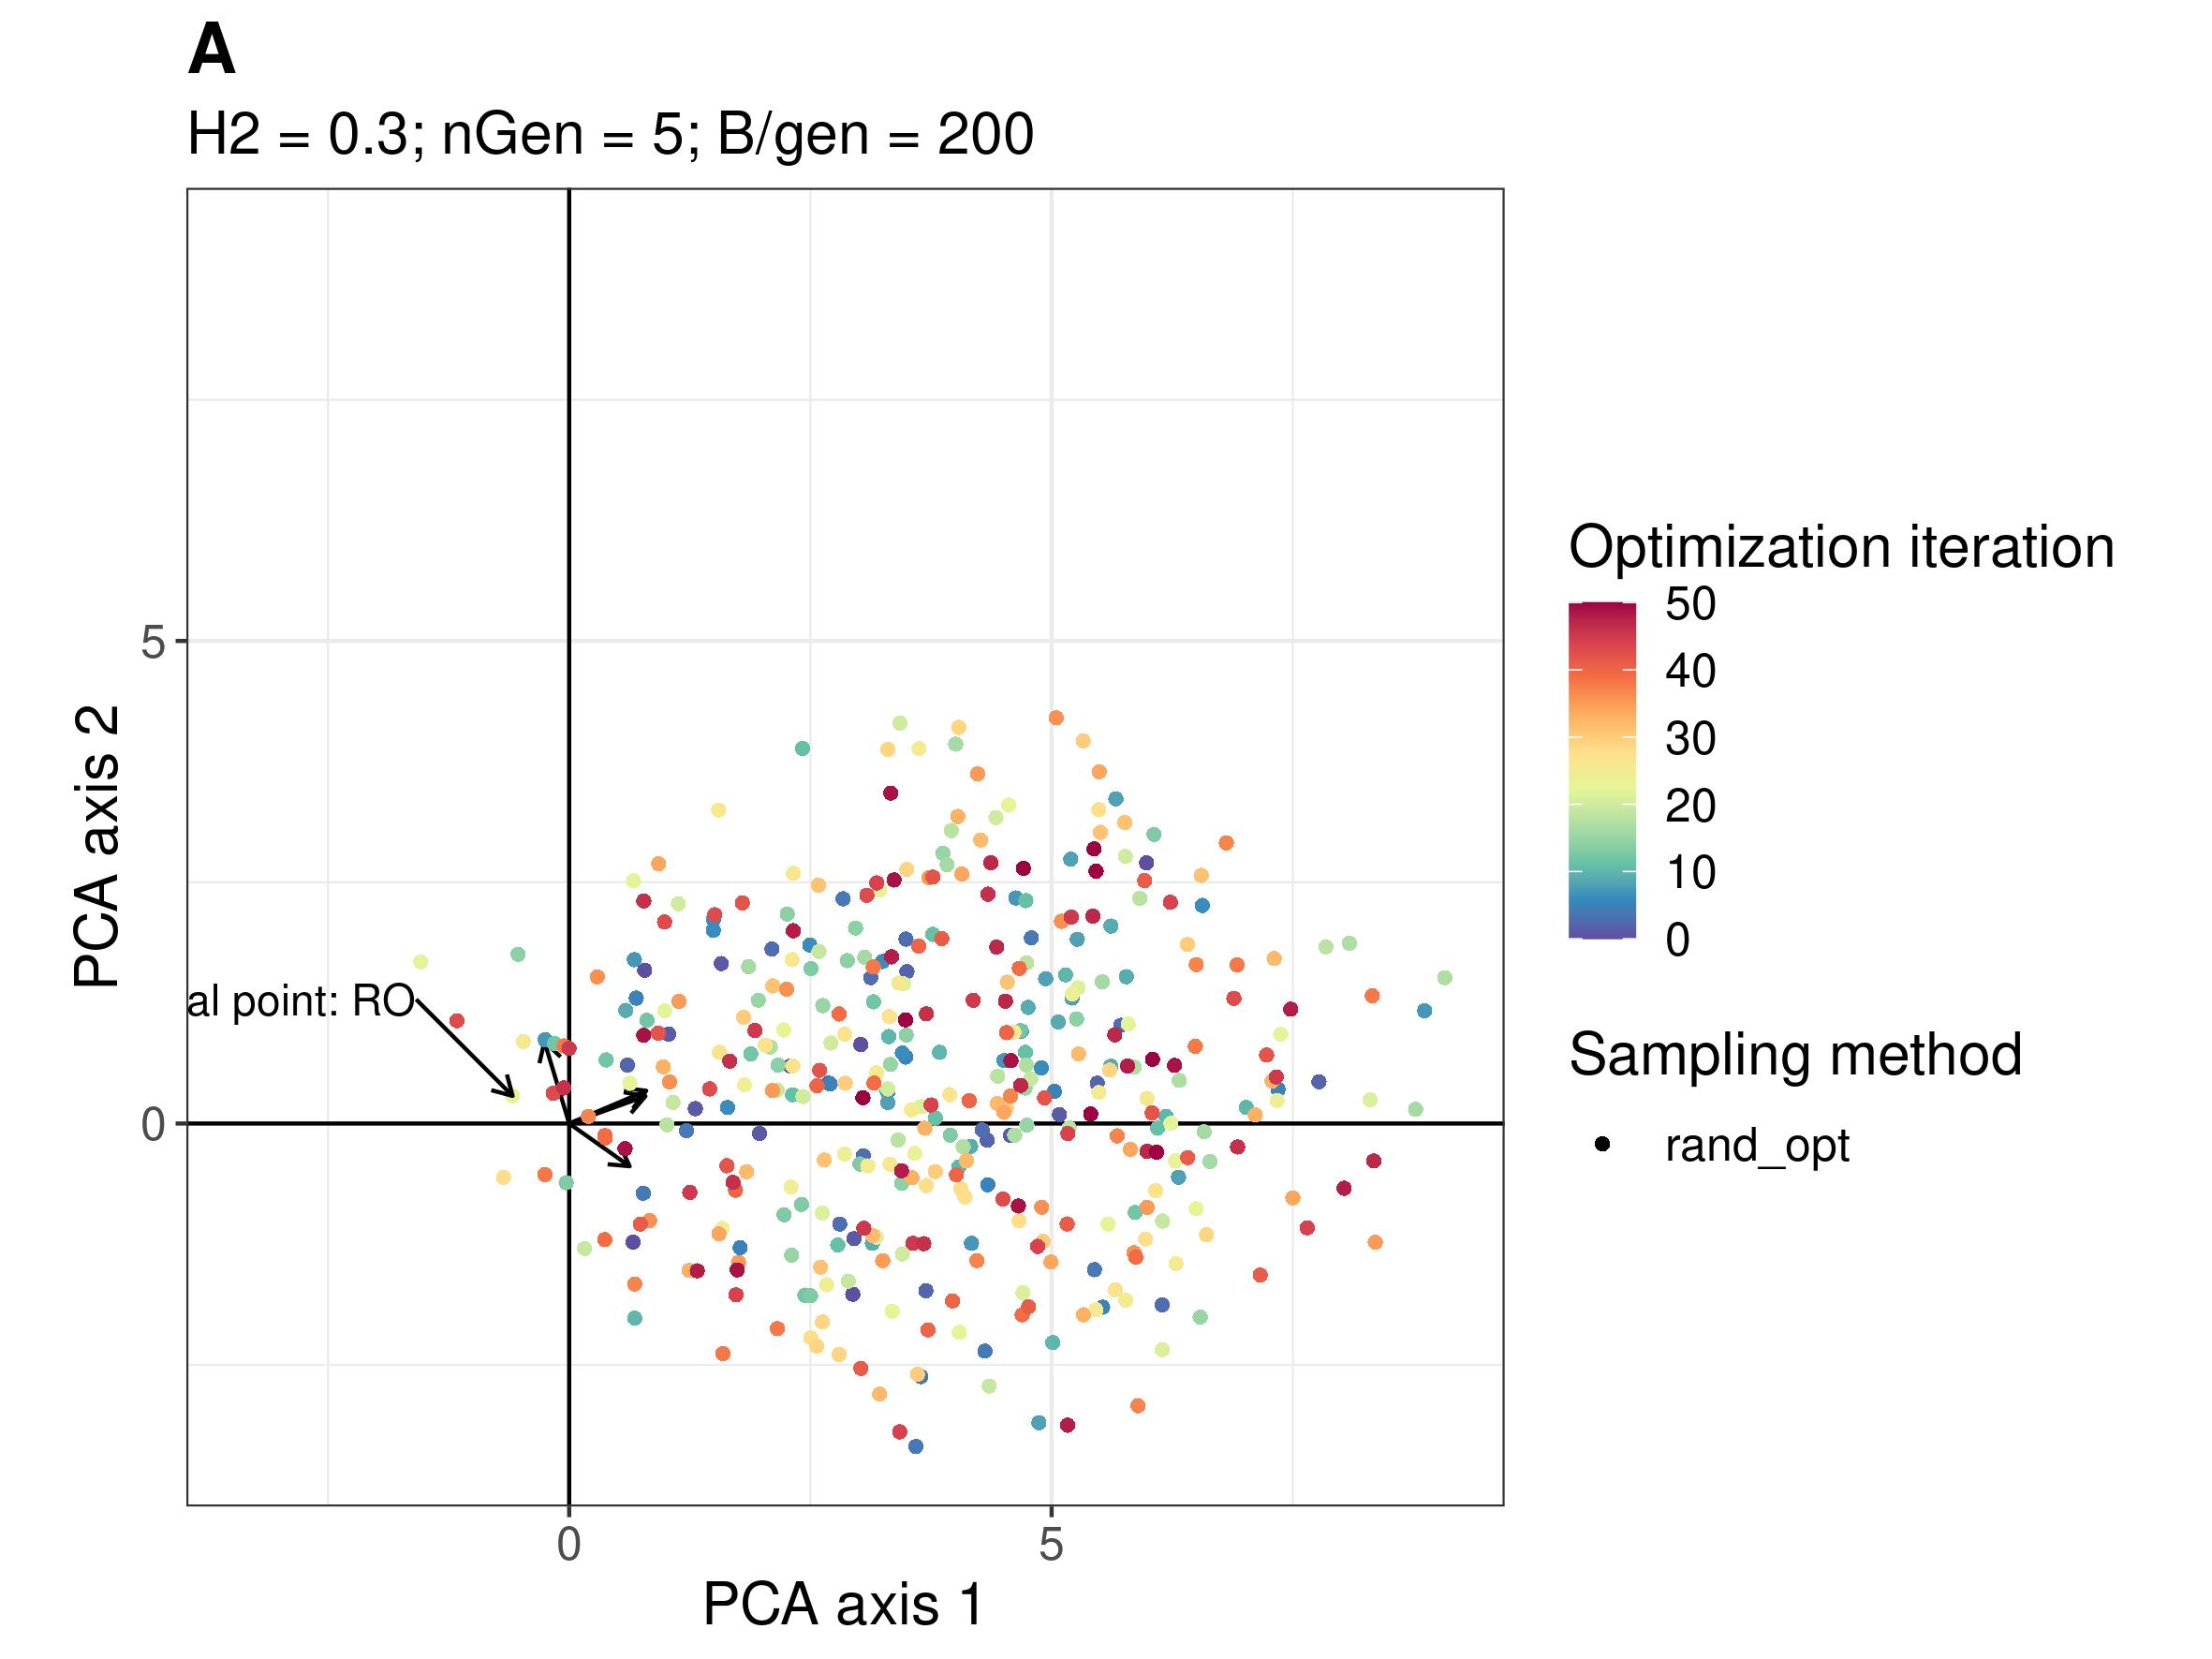 A
H2 = 0.3; nGen = 5; B/gen = 200
PCA axis 2
5
0
al point: RO
0
5
PCA axis 1
Optimization iteration
50
40
30
20
10
0
Sampling method
rand_opt